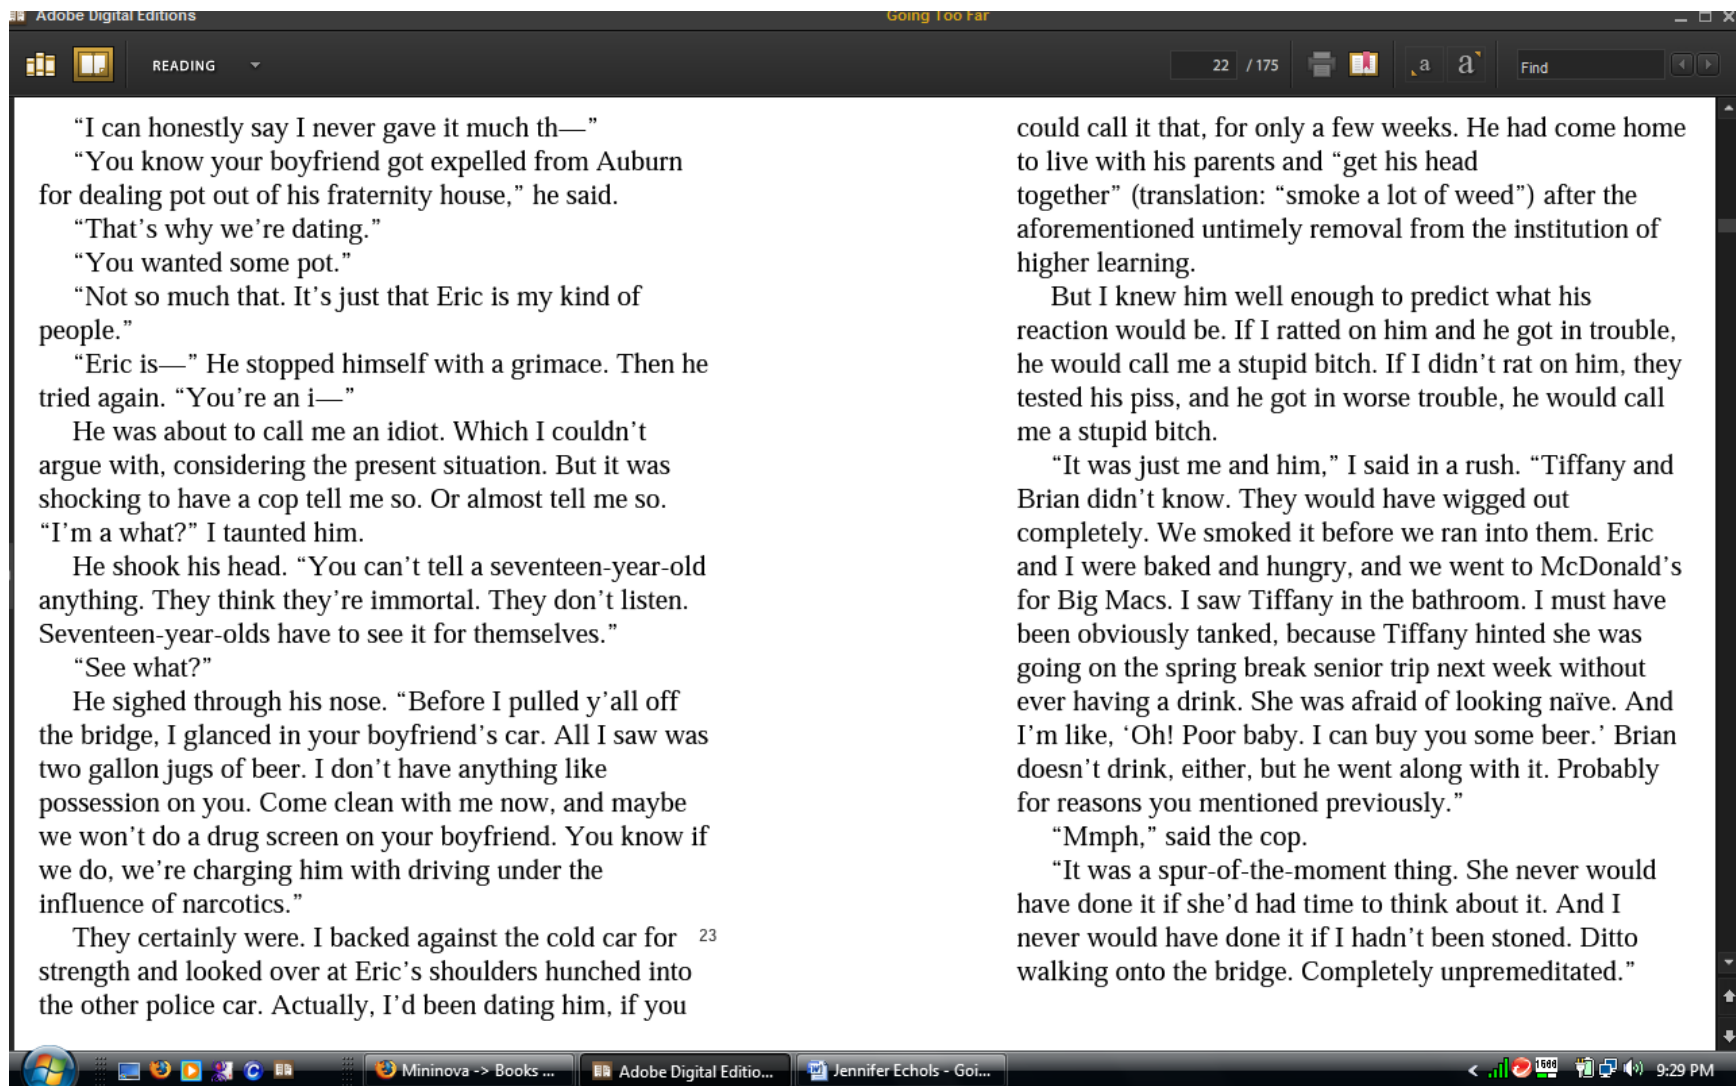 Adobe Digital Editions
Going Too Far
READING
22 / 175
a
a
Find
“I can honestly say I never gave it much th—”
“You know your boyfriend got expelled from Auburn
for dealing pot out of his fraternity house,” he said.
“That’s why we’re dating.”
“You wanted some pot.”
“Not so much that. It’s just that Eric is my kind of
people.”
“Eric is—” He stopped himself with a grimace. Then he
tried again. “You’re an i—”
He was about to call me an idiot. Which I couldn’t
argue with, considering the present situation. But it was
shocking to have a cop tell me so. Or almost tell me so.
“I’m a what?” I taunted him.
He shook his head. “You can’t tell a seventeen-year-old
anything. They think they’re immortal. They don’t listen.
Seventeen-year-olds have to see it for themselves.”
“See what?”
He sighed through his nose. “Before I pulled y’all off
the bridge, I glanced in your boyfriend’s car. All I saw was
two gallon jugs of beer. I don’t have anything like
possession on you. Come clean with me now, and maybe
we won’t do a drug screen on your boyfriend. You know if
we do, we’re charging him with driving under the
influence of narcotics.”
They certainly were. I backed against the cold car for 23
strength and looked over at Eric’s shoulders hunched into
the other police car. Actually, I’d been dating him, if you
could call it that, for only a few weeks. He had come home
to live with his parents and “get his head
together” (translation: “smoke a lot of weed”) after the
aforementioned untimely removal from the institution of
higher learning.
But I knew him well enough to predict what his
reaction would be. If I ratted on him and he got in trouble,
he would call me a stupid bitch. If I didn’t rat on him, they
tested his piss, and he got in worse trouble, he would call
me a stupid bitch.
“It was just me and him,” I said in a rush. “Tiffany and
Brian didn’t know. They would have wigged out
completely. We smoked it before we ran into them. Eric
and I were baked and hungry, and we went to McDonald’s
for Big Macs. I saw Tiffany in the bathroom. I must have
been obviously tanked, because Tiffany hinted she was
going on the spring break senior trip next week without
ever having a drink. She was afraid of looking naïve. And
I’m like, ‘Oh! Poor baby. I can buy you some beer.’ Brian
doesn’t drink, either, but he went along with it. Probably
for reasons you mentioned previously.”
“Mmph,” said the cop.
“It was a spur-of-the-moment thing. She never would
have done it if she’d had time to think about it. And I
never would have done it if I hadn’t been stoned. Ditto
walking onto the bridge. Completely unpremeditated.”
Mininova -> Books ...
Adobe Digital Editio...
Jennifer Echols - Goi...
9:29 PM